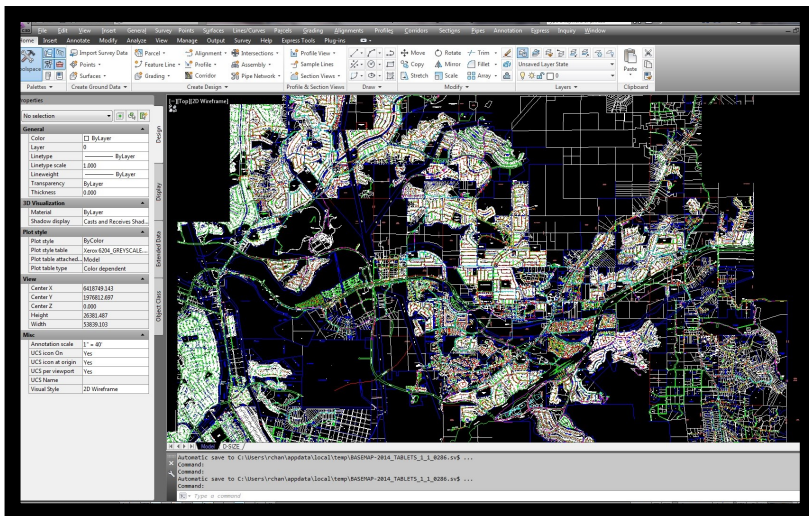 File Edit View Insert General Survey Points Surfaces Lines/Curves Parcels Grading Alignments Profiles Corridors Sections Pipes Annotation Express Inquiry Window
Home Insert Annotate Modify Analyze View Manage Output Survey Help Express Tools Plug-ins
Import Survey Data Parcel Alignment Intersections Profile View Move Rotate Trim Unsaved Layer State
Points Feature Line Profile Assembly Sample Lines Copy Mirror Fillet 0
Surfaces Grading Corridor Pipe Network Section Views Stretch Scale Array Paste
Palettes Create Ground Data Create Design Profile & Section Views Draw Modify Layers Clipboard
[-][Top][2D Wireframe]
No selection
General
Color ByLayer
Layer 0
Linetype ByLayer
Linetype scale 1.000
Lineweight ByLayer
Transparency ByLayer
Thickness 0.000
3D Visualization
Material ByLayer
Shadow display Casts and Receives Shad...
Plot style
Plot style ByColor
Plot style table Xerox 6204_GREYSCALE...
Plot table attached... Model
Plot table type Color dependent
View
Center X 6418749.143
Center Y 1976812.697
Center Z 0.000
Height 26381.487
Width 53839.103
Misc
Annotation scale 1" = 40'
UCS icon On Yes
UCS icon at origin Yes
UCS per viewport Yes
UCS Name
Visual Style 2D Wireframe
Design
Display
Extended Data
Object Class
Model D-SIZE
Automatic save to C:\Users\rchan\appdata\local\temp\BASEMAP-2014_TABLETS_1_1_0286.sv$ ...
Command:
Command:
Automatic save to C:\Users\rchan\appdata\local\temp\BASEMAP-2014_TABLETS_1_1_0286.sv$ ...
Command:
Type a command